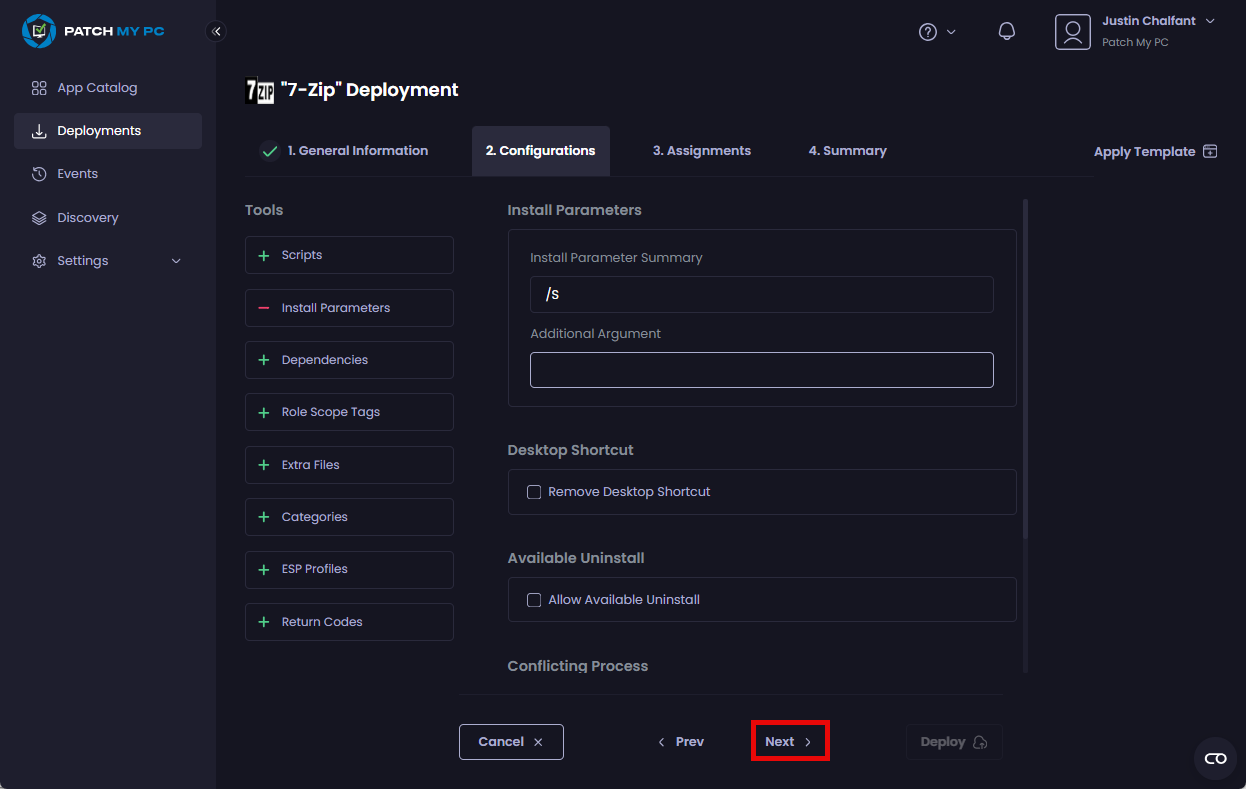 PATCH MY PC
Justin Chalfant
Patch My PC
App Catalog
Deployments
Events
Discovery
Settings
7ZIP "7-Zip" Deployment
1. General Information
2. Configurations
3. Assignments
4. Summary
Apply Template
Tools
Scripts
Install Parameters
Dependencies
Role Scope Tags
Extra Files
Categories
ESP Profiles
Return Codes
Install Parameters
Install Parameter Summary
/S
Additional Argument
Desktop Shortcut
Remove Desktop Shortcut
Available Uninstall
Allow Available Uninstall
Conflicting Process
Cancel
Prev
Next
Deploy